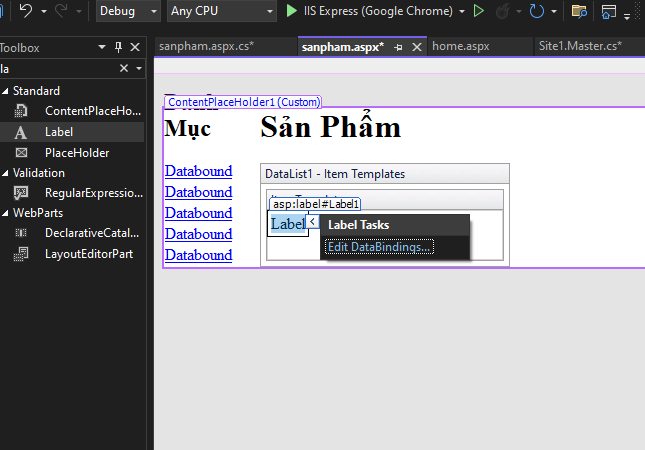 Debug
Any CPU
IIS Express (Google Chrome)
Toolbox
la
Standard
ContentPlaceHo...
Label
PlaceHolder
Validation
RegularExpressio...
WebParts
DeclarativeCatal...
LayoutEditorPart
sanpham.aspx.cs*
sanpham.aspx*
home.aspx
Site1.Master.cs*
ContentPlaceHolder1 (Custom)
Mục
Databound
Databound
Databound
Databound
Databound
Sản Phẩm
DataList1 - Item Templates
asp:label#Label1
Label
Label Tasks
Edit DataBindings...